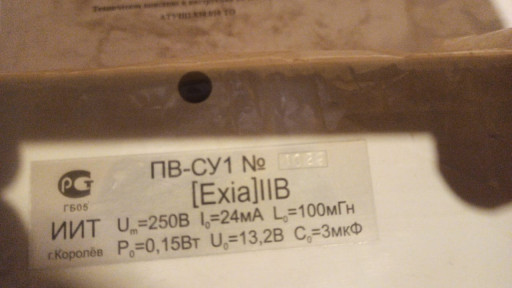 ПВ-СУ1 №
[Exia]IIB
ГБ05
ИИТ
г.Королёв
Um=250В I0=24мА L0=100мГн
P0=0,15Вт U0=13,2В C0=3мкФ